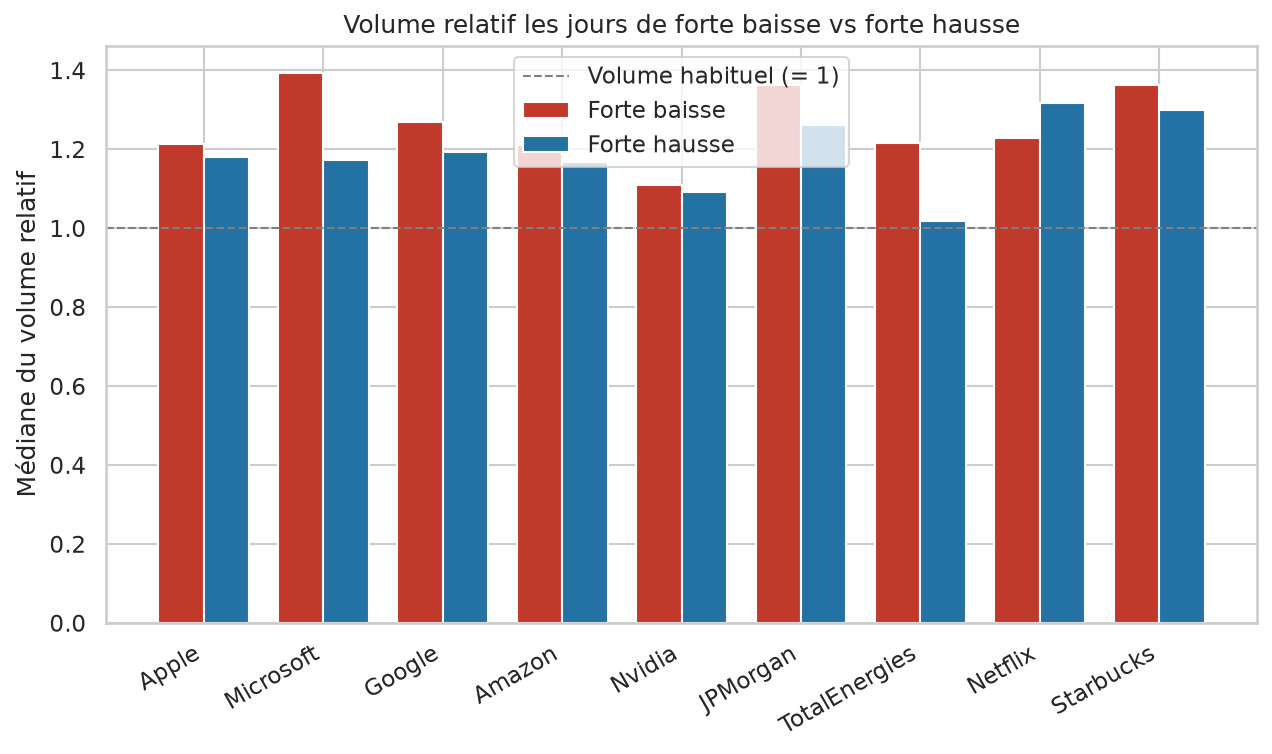 Volume relatif les jours de forte baisse vs forte hausse
Médiane du volume relatif
1.4
1.2
1.0
0.8
0.6
0.4
0.2
0.0
Volume habituel (= 1)
Forte baisse
Forte hausse
Apple
Microsoft
Google
Amazon
Nvidia
JPMorgan
TotalEnergies
Netflix
Starbucks